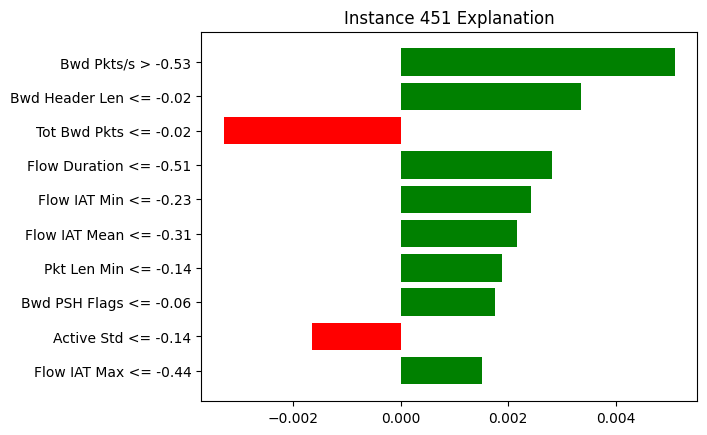 Instance 451 Explanation
Bwd Pkts/s > -0.53
Bwd Header Len <= -0.02
Tot Bwd Pkts <= -0.02
Flow Duration <= -0.51
Flow IAT Min <= -0.23
Flow IAT Mean <= -0.31
Pkt Len Min <= -0.14
Bwd PSH Flags <= -0.06
Active Std <= -0.14
Flow IAT Max <= -0.44
−0.002 0.000 0.002 0.004